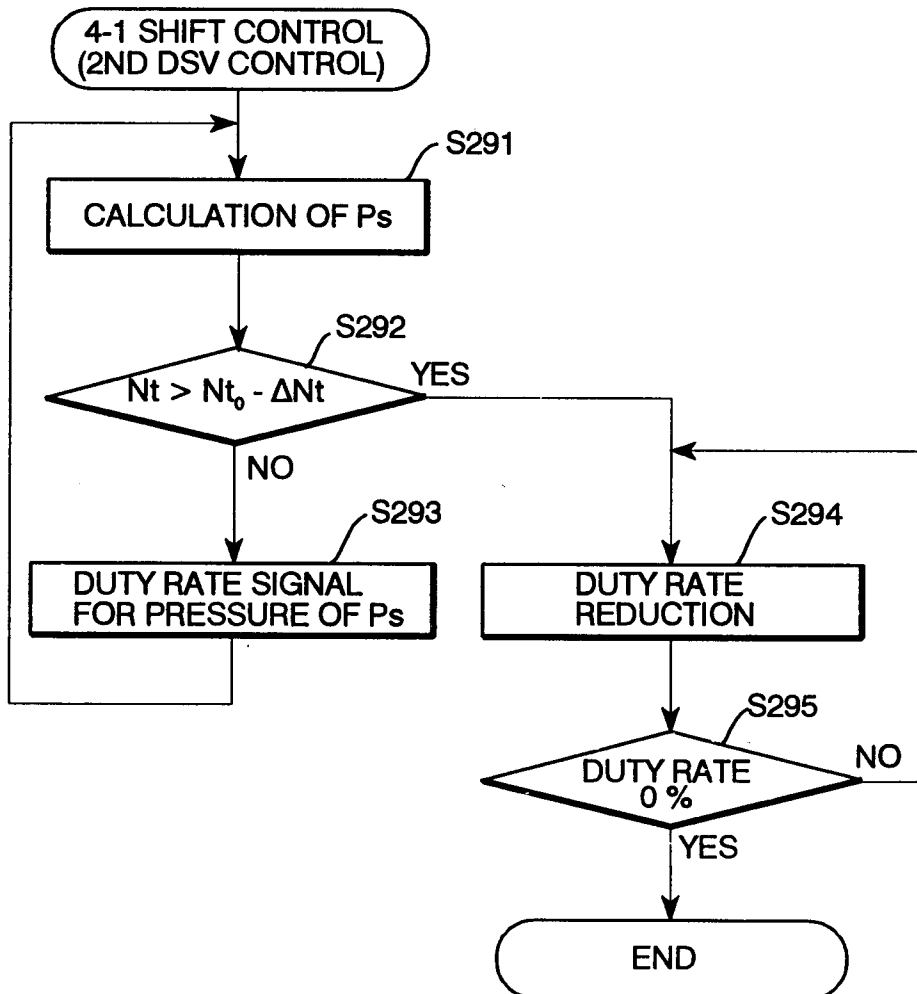 4-1 SHIFT CONTROL
(2ND DSV CONTROL)
S291
CALCULATION OF Ps
S292
Nt > Nt₀ - ΔNt
YES
NO
S293
DUTY RATE SIGNAL
FOR PRESSURE OF Ps
S294
DUTY RATE
REDUCTION
S295
DUTY RATE
0 %
NO
YES
END